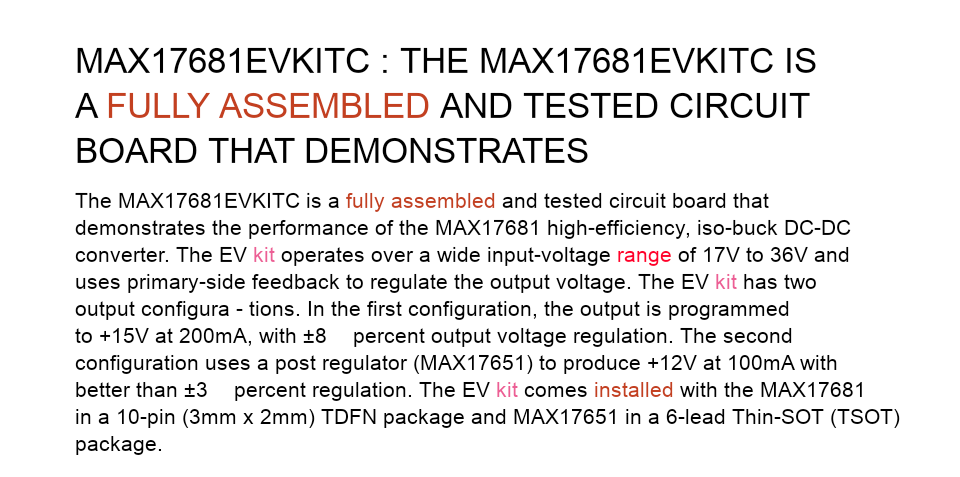 MAX17681EVKITC : THE MAX17681EVKITC IS
A FULLY ASSEMBLED AND TESTED CIRCUIT
BOARD THAT DEMONSTRATES
The MAX17681EVKITC is a fully assembled and tested circuit board that
demonstrates the performance of the MAX17681 high-efficiency, iso-buck DC-DC
converter. The EV kit operates over a wide input-voltage range of 17V to 36V and
uses primary-side feedback to regulate the output voltage. The EV kit has two
output configura - tions. In the first configuration, the output is programmed
to +15V at 200mA, with ±8 percent output voltage regulation. The second
configuration uses a post regulator (MAX17651) to produce +12V at 100mA with
better than ±3 percent regulation. The EV kit comes installed with the MAX17681
in a 10-pin (3mm x 2mm) TDFN package and MAX17651 in a 6-lead Thin-SOT (TSOT)
package.